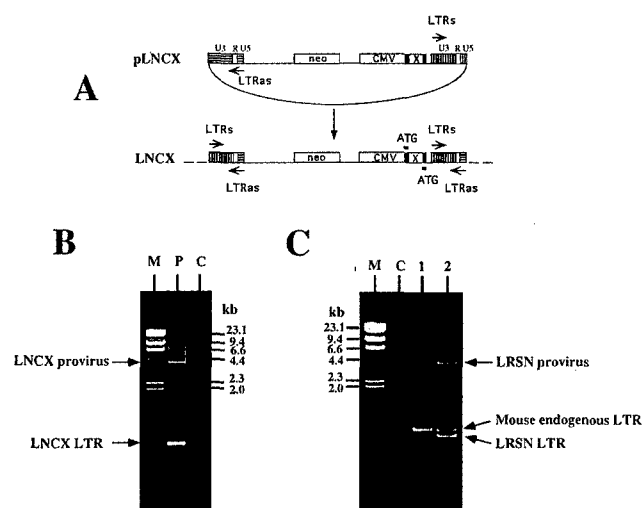 LTRs
U3 R U5 U3 R U5
pLNCX neo CMV X
LTRas
A
LTRs ATG LTRs
LNCX neo CMV X
LTRas ATG LTRas
B
M P C
kb
23.1
9.4
6.6
4.4
2.3
2.0
LNCX provirus
LNCX LTR
C
M C 1 2
kb
23.1
9.4
6.6
4.4
2.3
2.0
LRSN provirus
Mouse endogenous LTR
LRSN LTR